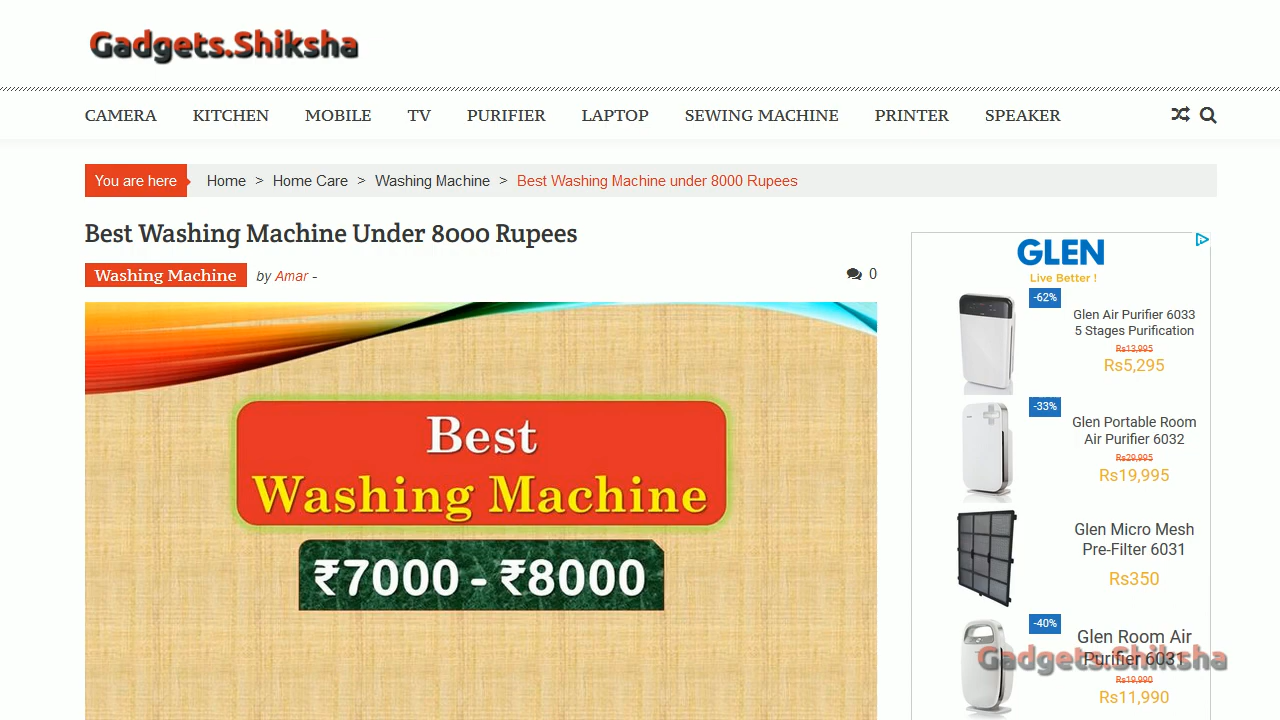 Gadgets.Shiksha
CAMERA KITCHEN MOBILE TV PURIFIER LAPTOP SEWING MACHINE PRINTER SPEAKER
You are here Home > Home Care > Washing Machine > Best Washing Machine under 8000 Rupees
Best Washing Machine Under 8000 Rupees
Washing Machine by Amar - 0
Best
Washing Machine
₹7000 - ₹8000
GLEN
Live Better !
-62%
Glen Air Purifier 6033
5 Stages Purification
Rs13,995
Rs5,295
-33%
Glen Portable Room
Air Purifier 6032
Rs29,995
Rs19,995
Glen Micro Mesh
Pre-Filter 6031
Rs350
-40%
Glen Room Air
Purifier 6031
Rs19,990
Rs11,990
Gadgets.Shiksha